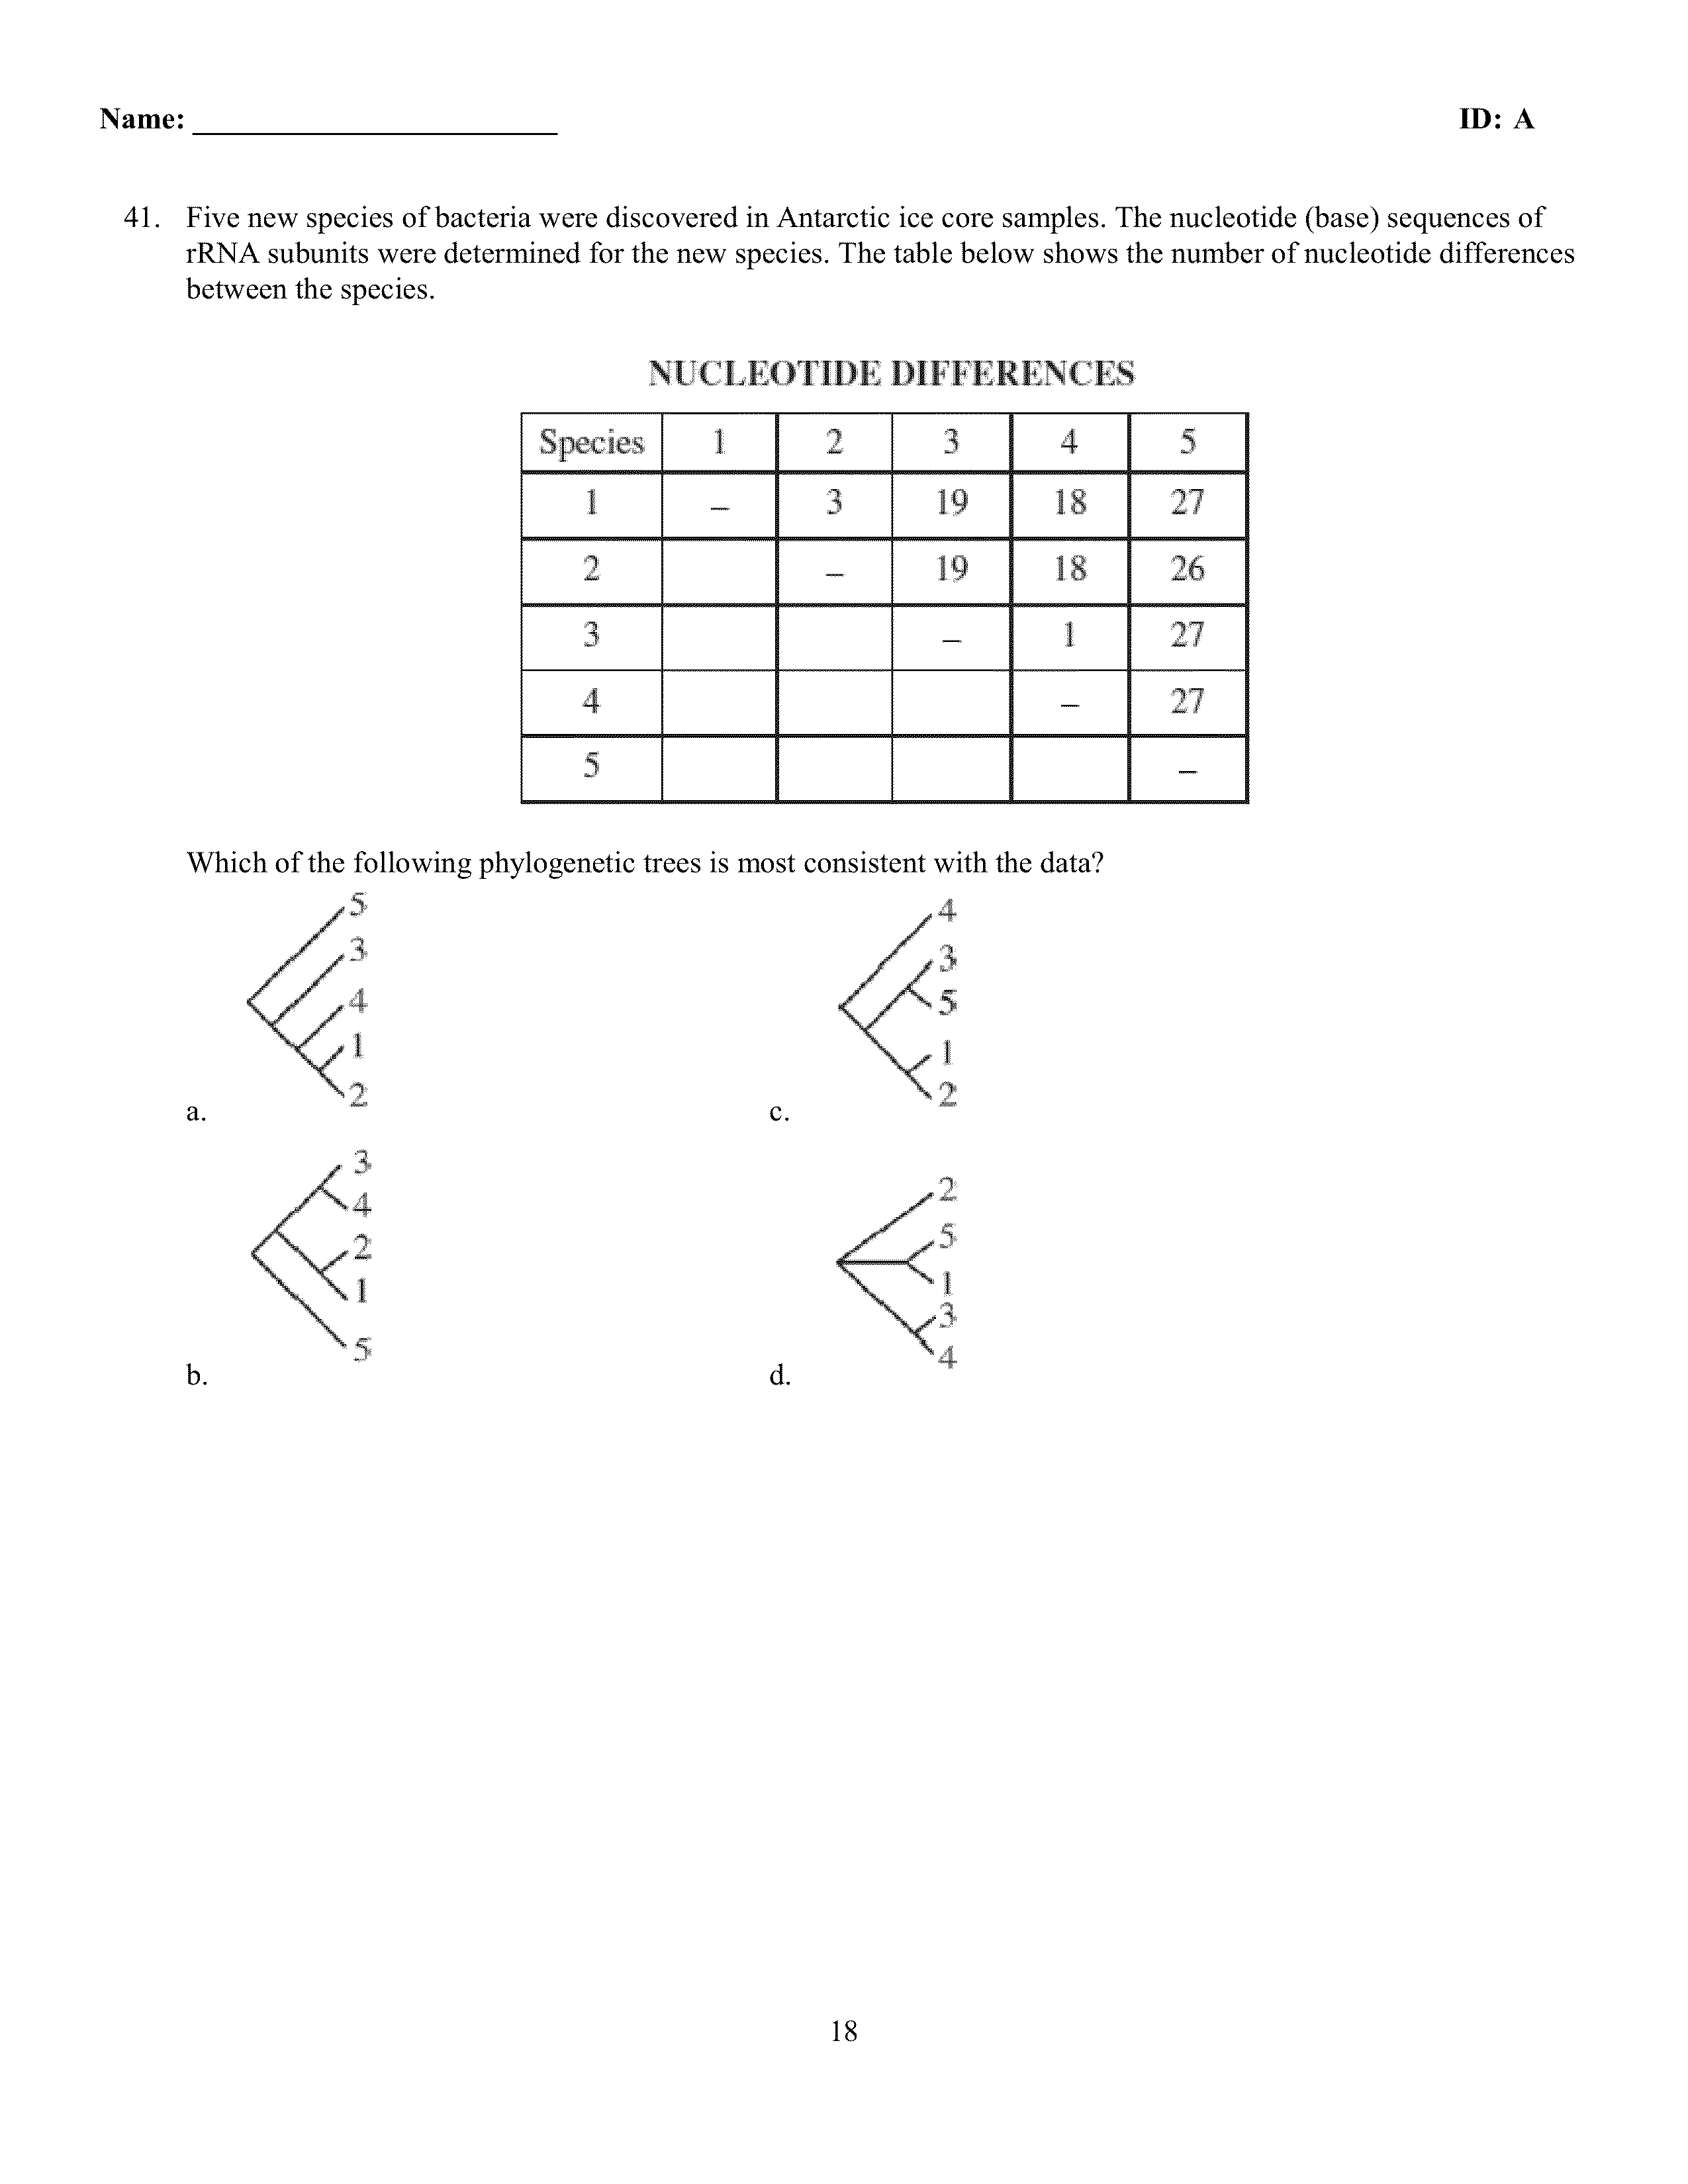 Name: ______________________ ID: A
41. Five new species of bacteria were discovered in Antarctic ice core samples. The nucleotide (base) sequences of
rRNA subunits were determined for the new species. The table below shows the number of nucleotide differences
between the species.
NUCLEOTIDE DIFFERENCES
Species 1 2 3 4 5
1 – 3 19 18 27
2 – 19 18 26
3 – 1 27
4 – 27
5 –
Which of the following phylogenetic trees is most consistent with the data?
5
3
4
1
2
a.
4
3
5
1
2
c.
3
4
2
1
5
b.
2
5
1
3
4
d.
18